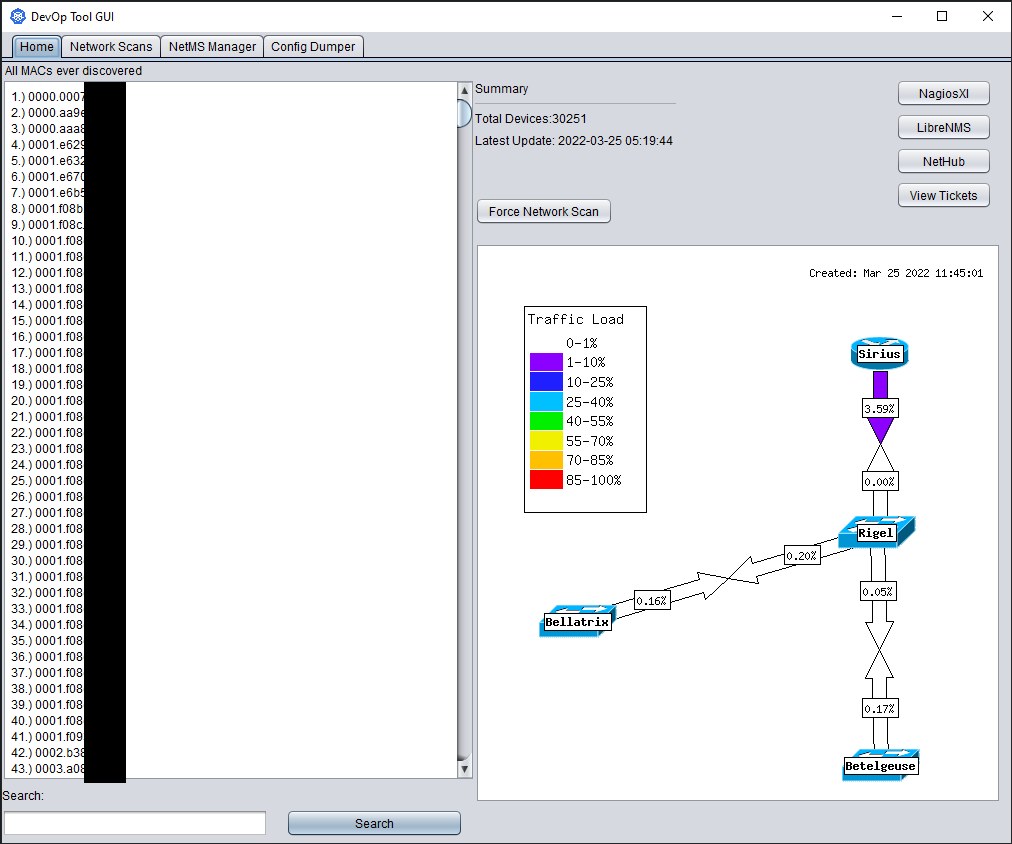 DevOp Tool GUI
Home Network Scans NetMS Manager Config Dumper
All MACs ever discovered
1.) 0000.0007
2.) 0000.aa9e
3.) 0000.aaa8
4.) 0001.e629
5.) 0001.e632
6.) 0001.e670
7.) 0001.e6b5
8.) 0001.f08b
9.) 0001.f08c.
10.) 0001.f08
11.) 0001.f08
12.) 0001.f08
13.) 0001.f08
14.) 0001.f08
15.) 0001.f08
16.) 0001.f08
17.) 0001.f08
18.) 0001.f08
19.) 0001.f08
20.) 0001.f08
21.) 0001.f08
22.) 0001.f08
23.) 0001.f08
24.) 0001.f08
25.) 0001.f08
26.) 0001.f08
27.) 0001.f08
28.) 0001.f08
29.) 0001.f08
30.) 0001.f08
31.) 0001.f08
32.) 0001.f08
33.) 0001.f08
34.) 0001.f08
35.) 0001.f08
36.) 0001.f08
37.) 0001.f08
38.) 0001.f08
39.) 0001.f08
40.) 0001.f08
41.) 0001.f09
42.) 0002.b38
43.) 0003.a08
Search:
Search
Summary
Total Devices:30251
Latest Update: 2022-03-25 05:19:44
Force Network Scan
NagiosXI
LibreNMS
NetHub
View Tickets
Created: Mar 25 2022 11:45:01
Traffic Load
0-1%
1-10%
10-25%
25-40%
40-55%
55-70%
70-85%
85-100%
Sirius
3.59%
0.00%
Rigel
0.20%
0.16%
Bellatrix
0.05%
0.17%
Betelgeuse